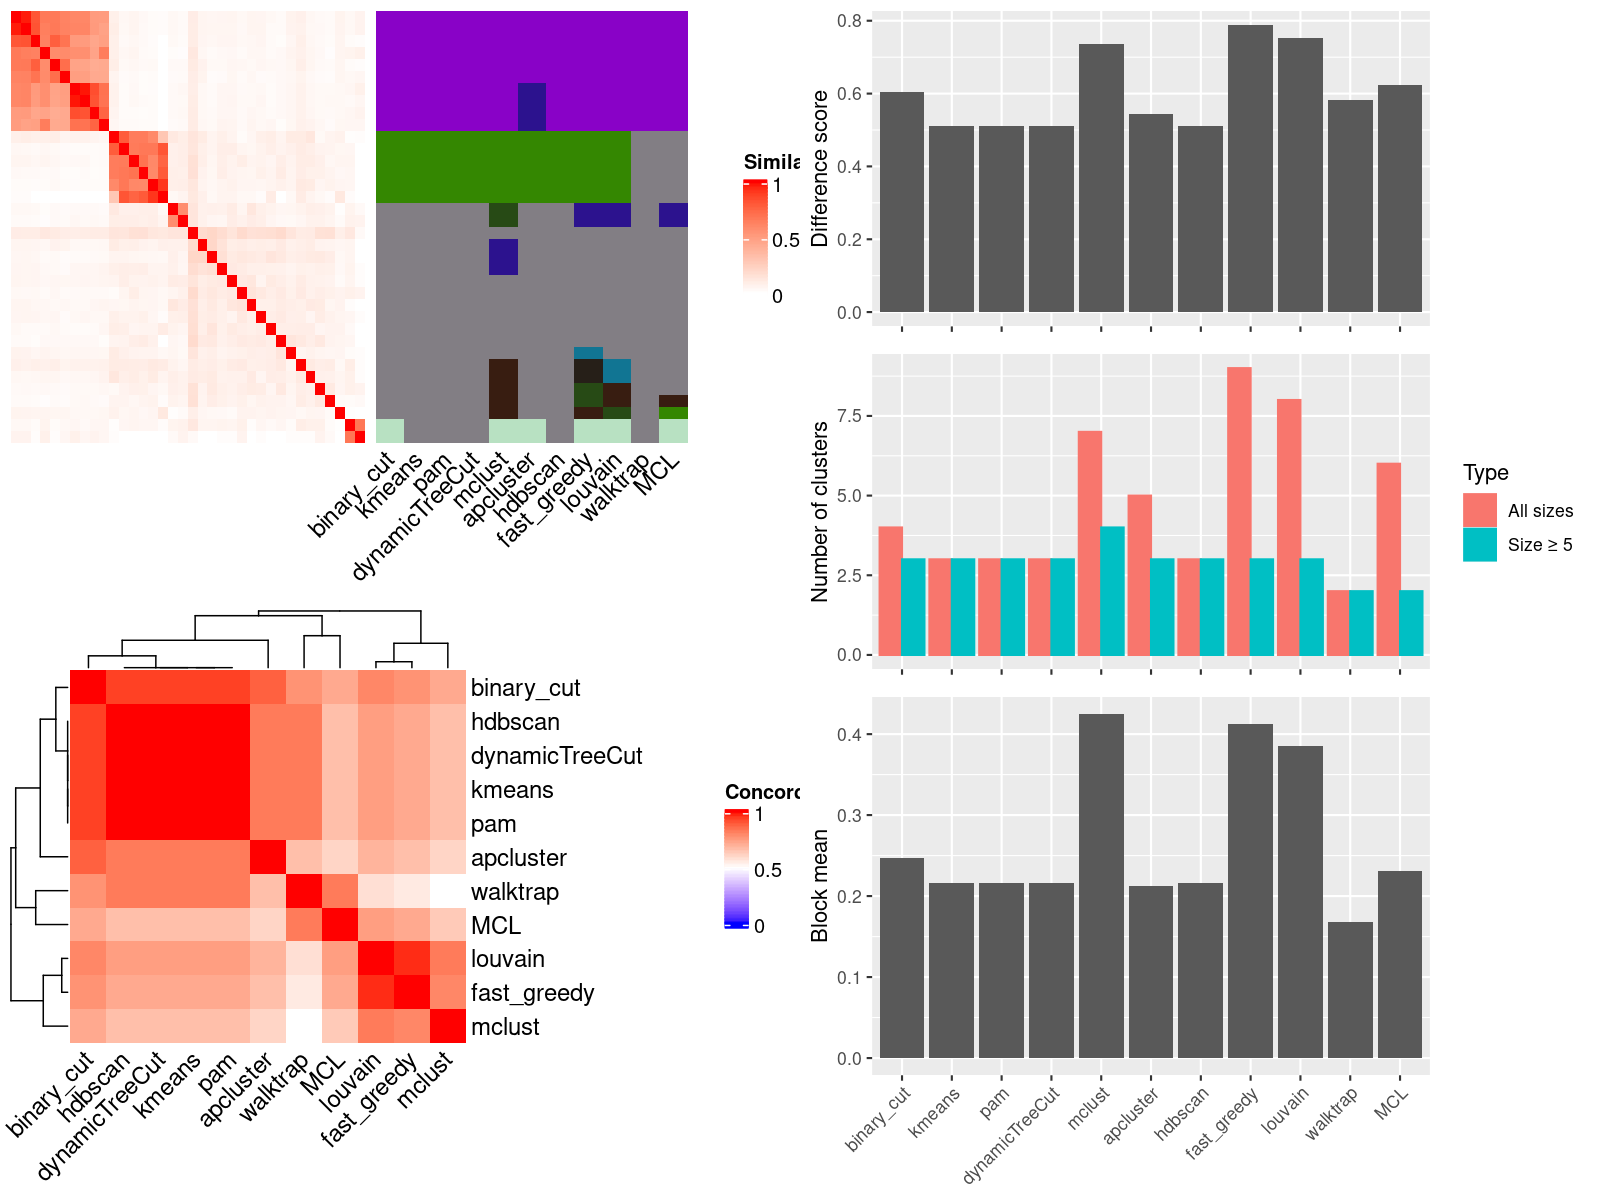 Simila
1
0.5
0
binary_cut
kmeans
pam
dynamicTreeCut
mclust
apcluster
hdbscan
fast_greedy
louvain
walktrap
MCL
binary_cut
hdbscan
dynamicTreeCut
kmeans
pam
apcluster
walktrap
MCL
louvain
fast_greedy
mclust
Concord
1
0.5
0
binary_cut
hdbscan
dynamicTreeCut
kmeans
pam
apcluster
walktrap
MCL
louvain
fast_greedy
mclust
Difference score
0.8
0.6
0.4
0.2
0.0
Number of clusters
7.5
5.0
2.5
0.0
Type
All sizes
Size ≥ 5
Block mean
0.4
0.3
0.2
0.1
0.0
binary_cut
kmeans
pam
dynamicTreeCut
mclust
apcluster
hdbscan
fast_greedy
louvain
walktrap
MCL